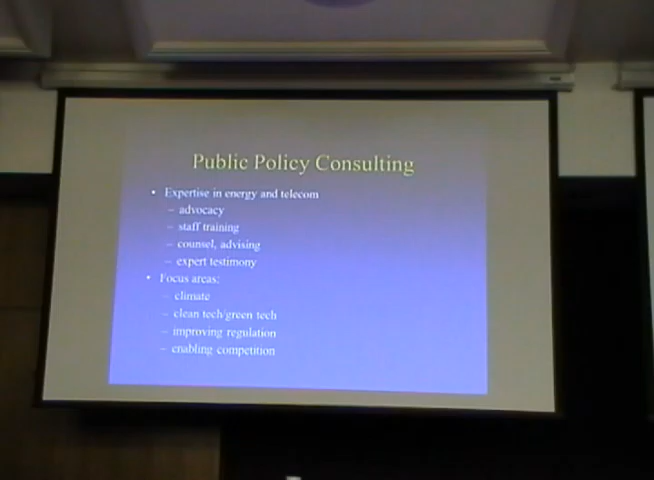 Public Policy Consulting
• Expertise in energy and telecom
– advocacy
– staff training
– counsel, advising
– expert testimony
• Focus areas:
– climate
– clean tech/green tech
– improving regulation
– enabling competition